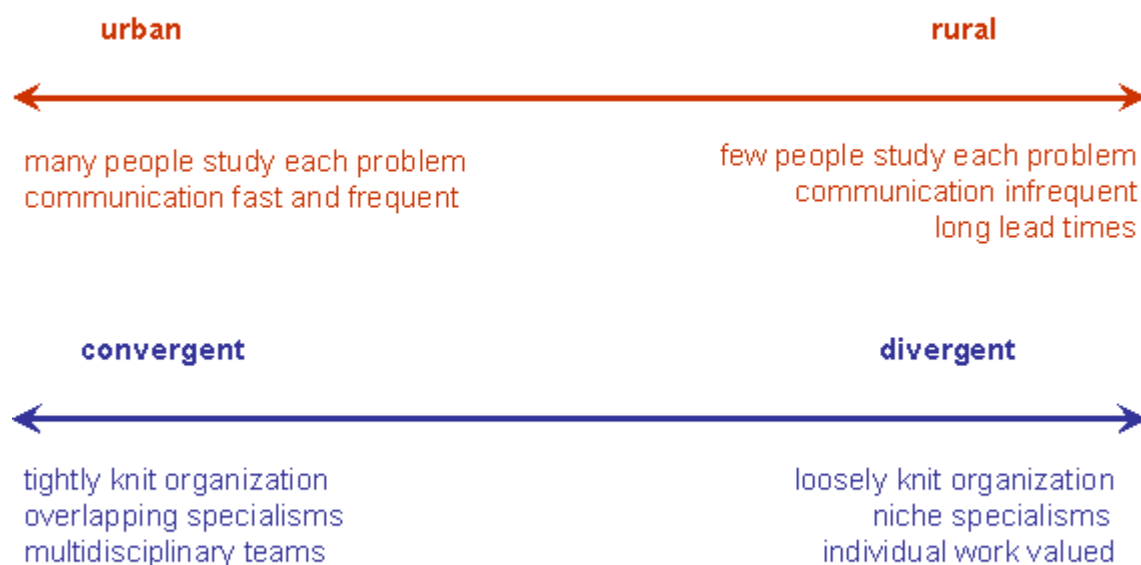 urban
rural
many people study each problem
communication fast and frequent
few people study each problem
communication infrequent
long lead times
convergent
divergent
tightly knit organization
overlapping specialisms
multidisciplinary teams
loosely knit organization
niche specialisms
individual work valued